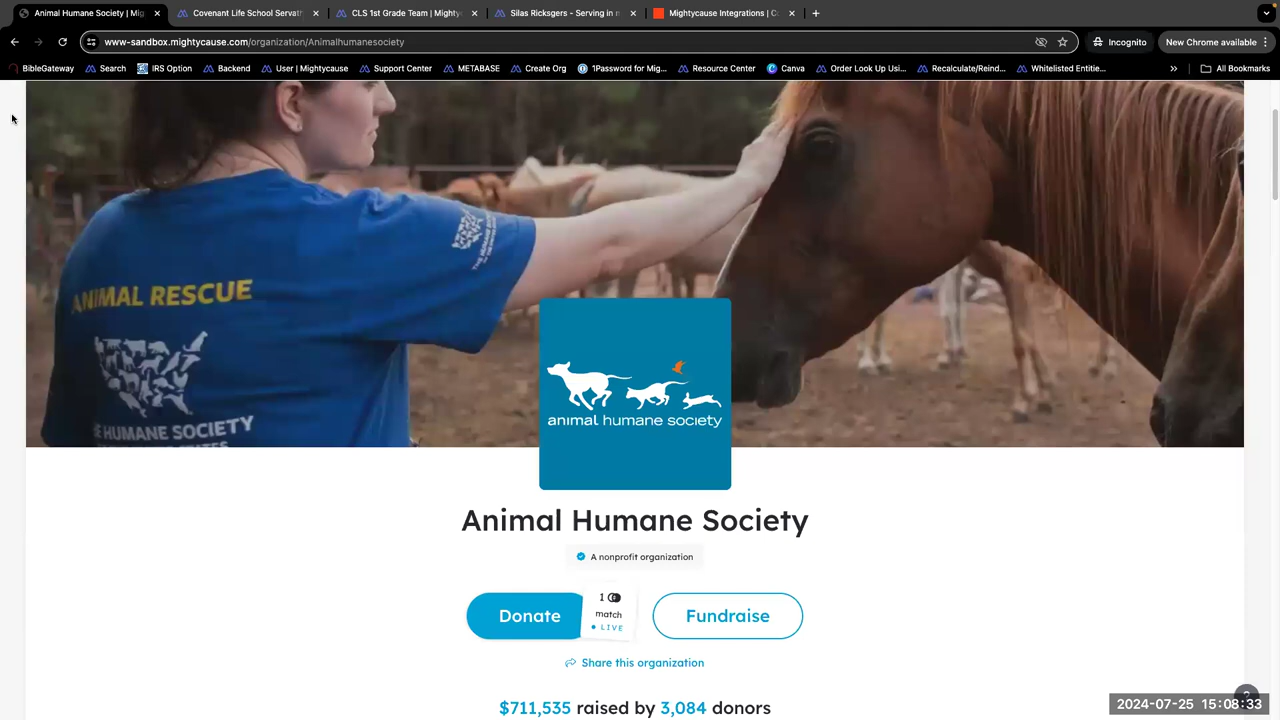 Animal Humane Society | Mig
Covenant Life School Servath
CLS 1st Grade Team | Mighty
Silas Ricksgers - Serving in n
Mightycause Integrations | C
www-sandbox.mightycause.com/organization/Animalhumanesociety
Incognito
New Chrome available
BibleGateway
Search
IRS Option
Backend
User | Mightycause
Support Center
METABASE
Create Org
1Password for Mig...
Resource Center
Canva
Order Look Up Usi...
Recalculate/Reind...
Whitelisted Entitie...
All Bookmarks
ANIMAL RESCUE
HUMANE SOCIETY
animal humane society
Animal Humane Society
A nonprofit organization
Donate
1
match
LIVE
Fundraise
Share this organization
$711,535 raised by 3,084 donors
?
2024-07-25 15:08:33